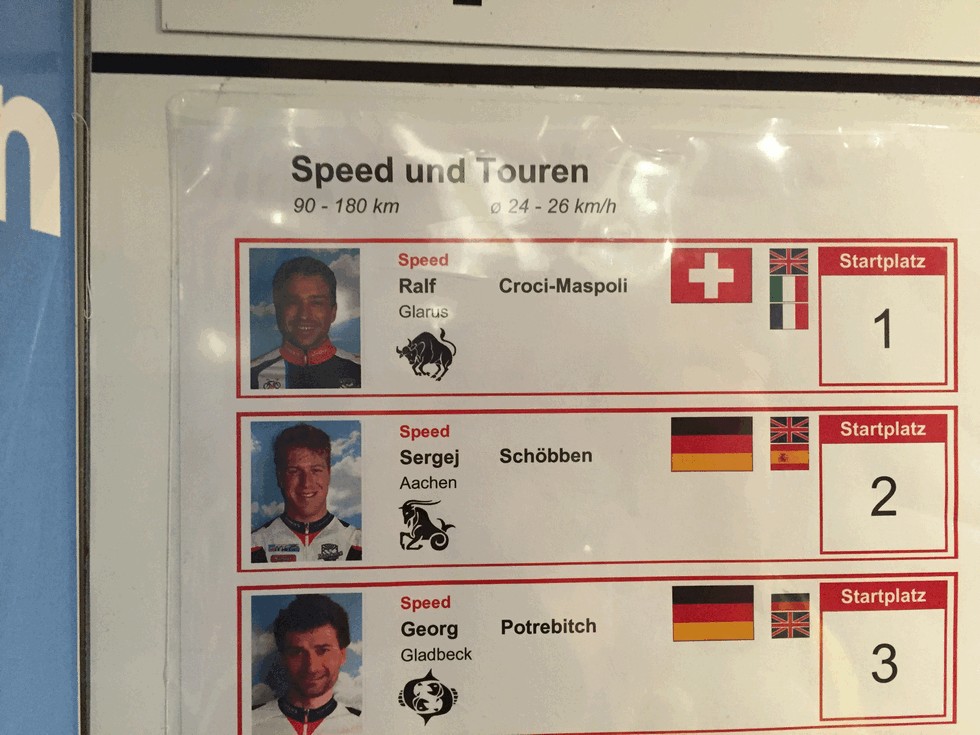 n
Speed und Touren
90 - 180 km ø 24 - 26 km/h
Speed
Ralf Croci-Maspoli
Glarus
Startplatz
1
Speed
Sergej Schöbben
Aachen
Startplatz
2
Speed
Georg Potrebitch
Gladbeck
Startplatz
3